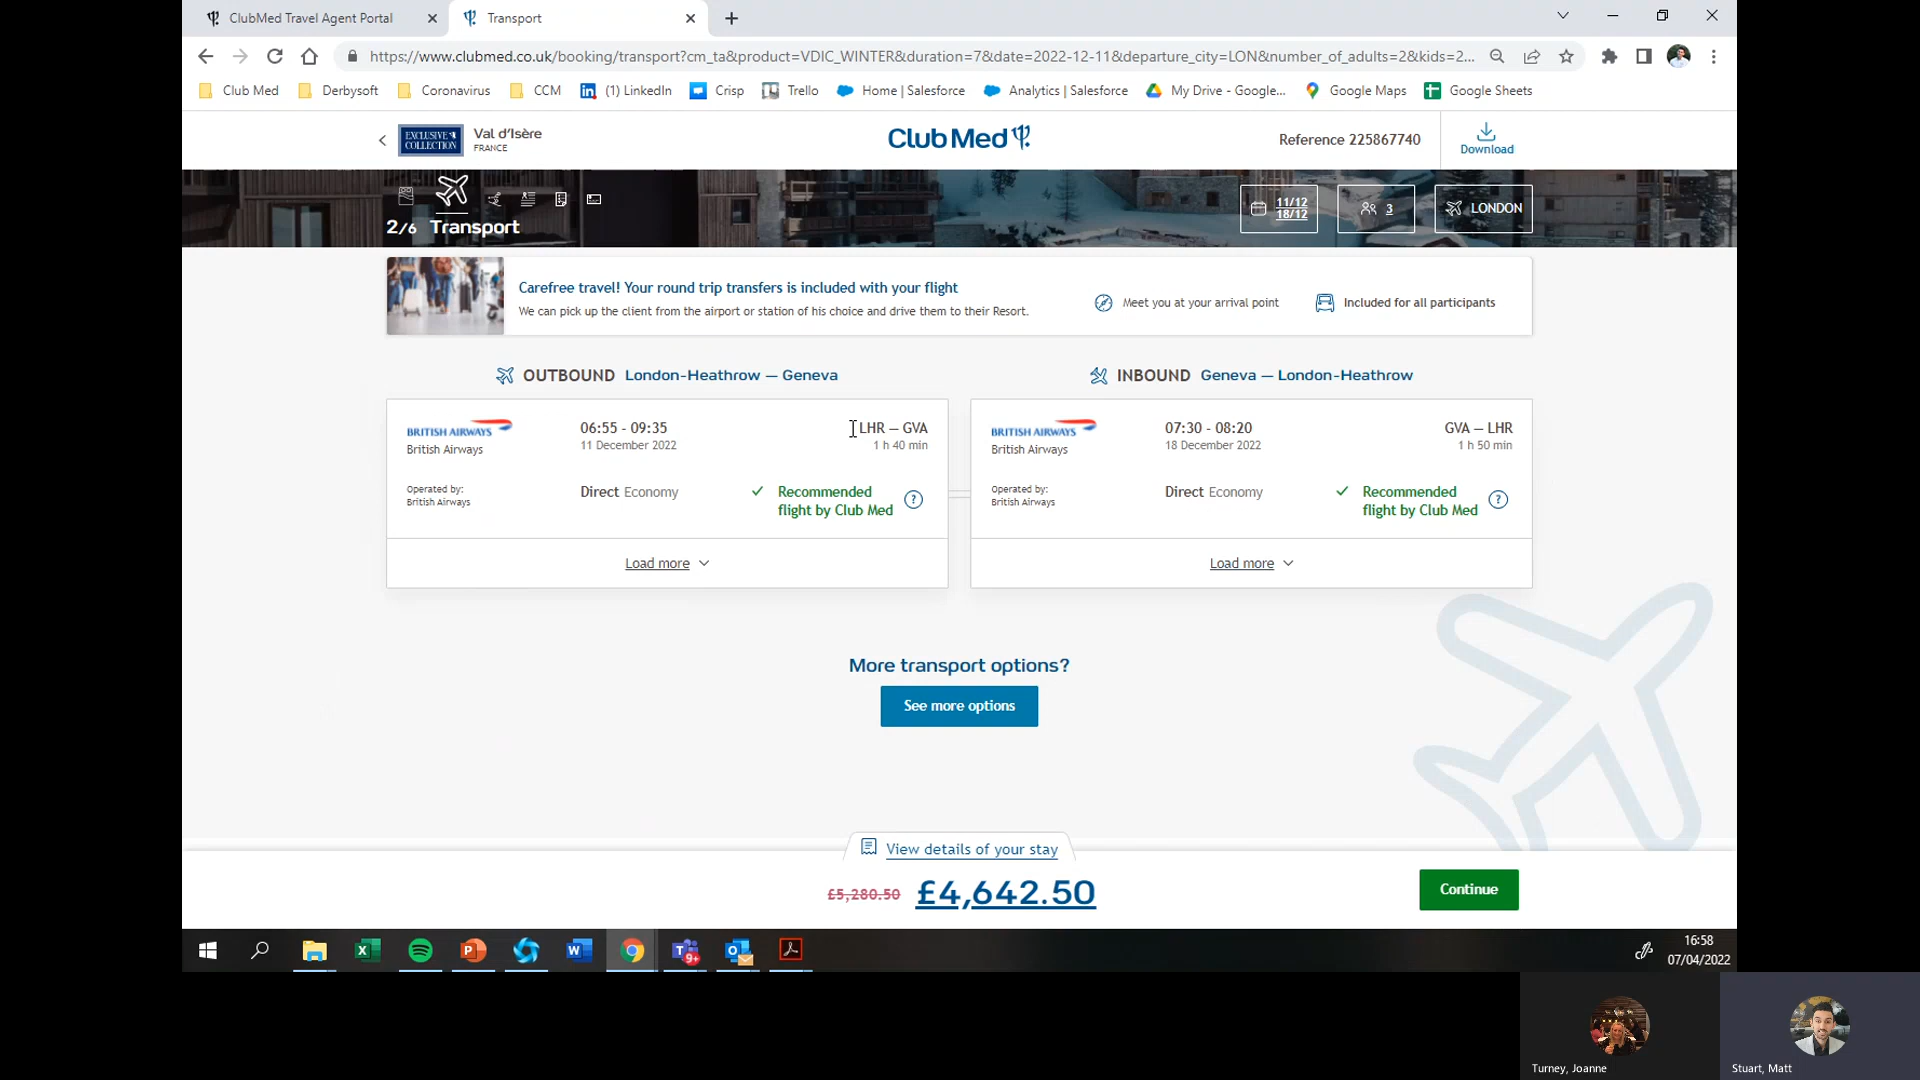 ClubMed Travel Agent Portal
Transport
https://www.clubmed.co.uk/booking/transport?cm_ta&product=VDIC_WINTER&duration=7&date=2022-12-11&departure_city=LON&number_of_adults=2&kids=2...
Club Med
Derbysoft
Coronavirus
CCM
(1) LinkedIn
Crisp
Trello
Home | Salesforce
Analytics | Salesforce
My Drive - Google...
Google Maps
Google Sheets
EXCLUSIVE
COLLECTION
Val d'Isère
FRANCE
Club Med
Reference 225867740
Download
2/6 Transport
11/12
18/12
3
LONDON
Carefree travel! Your round trip transfers is included with your flight
We can pick up the client from the airport or station of his choice and drive them to their Resort.
Meet you at your arrival point
Included for all participants
OUTBOUND London-Heathrow — Geneva
BRITISH AIRWAYS
British Airways
06:55 - 09:35
11 December 2022
LHR — GVA
1 h 40 min
Operated by:
British Airways
Direct Economy
Recommended
flight by Club Med
?
Load more
INBOUND Geneva — London-Heathrow
BRITISH AIRWAYS
British Airways
07:30 - 08:20
18 December 2022
GVA — LHR
1 h 50 min
Operated by:
British Airways
Direct Economy
Recommended
flight by Club Med
?
Load more
More transport options?
See more options
View details of your stay
£5,280.50 £4,642.50
Continue
9+
16:58
07/04/2022
Turney, Joanne
Stuart, Matt